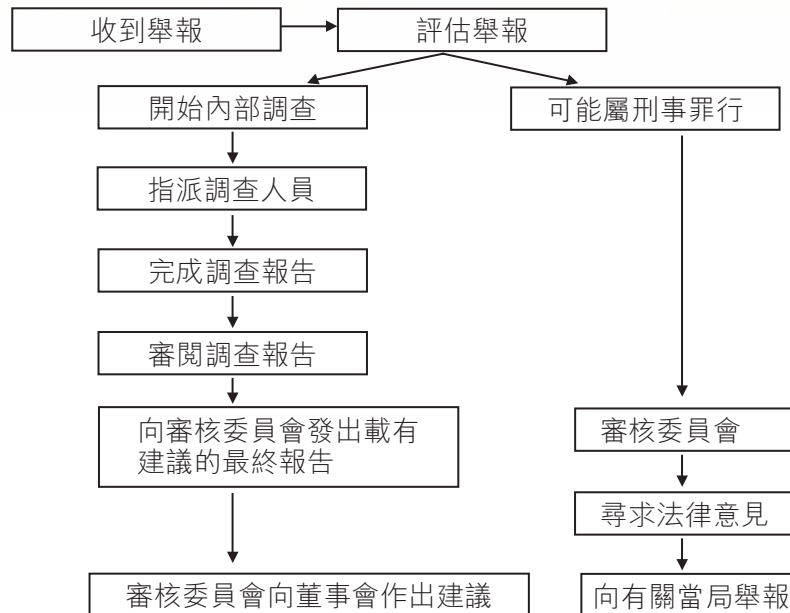 收到舉報
評估舉報
開始內部調查
可能屬刑事罪行
指派調查人員
完成調查報告
審閱調查報告
向審核委員會發出載有
建議的最終報告
審核委員會
尋求法律意見
審核委員會向董事會作出建議
向有關當局舉報